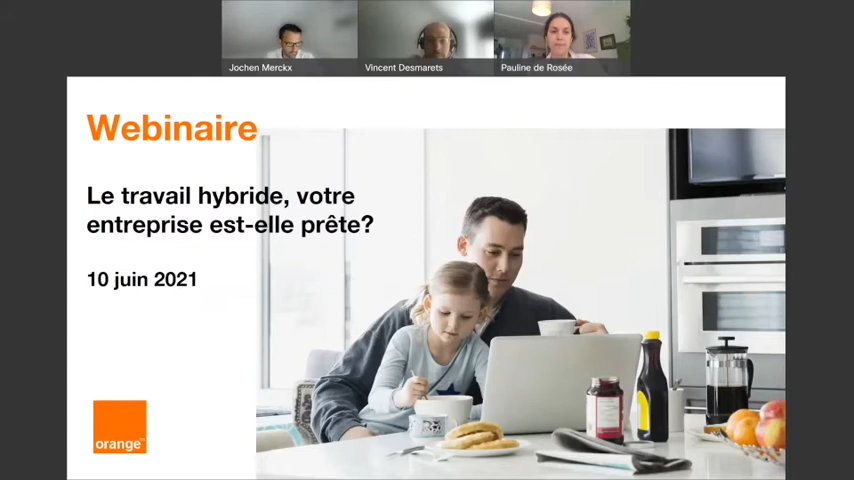 Jochen Merckx
Vincent Desmarets
Pauline de Rosée
Webinaire
Le travail hybride, votre
entreprise est-elle prête?
10 juin 2021
orange™